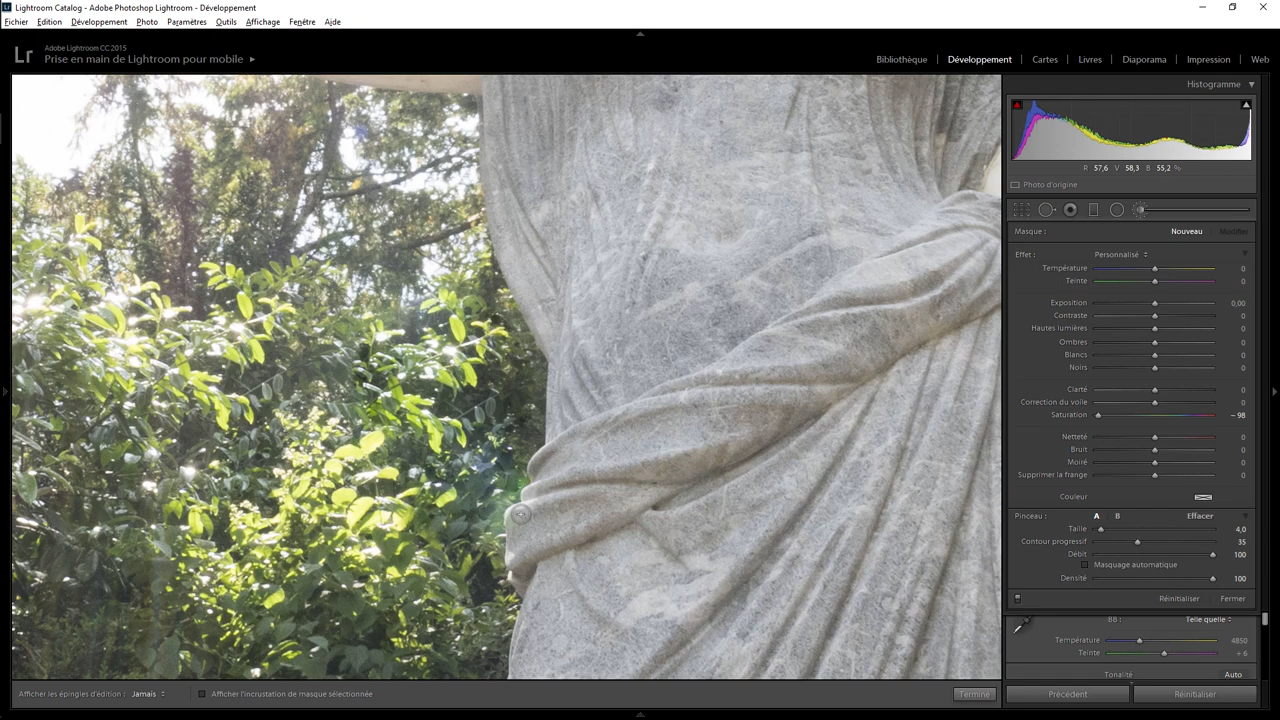 Lightroom Catalog - Adobe Photoshop Lightroom - Développement
Fichier Edition Développement Photo Paramètres Outils Affichage Fenêtre Aide
Lr
Adobe Lightroom CC 2015
Prise en main de Lightroom pour mobile
Bibliothèque | Développement | Cartes | Livres | Diaporama | Impression | Web
Histogramme
R 57,6 V 58,3 B 55,2 %
Photo d'origine
Masque : Nouveau Modifier
Effet : Personnalisé
Température 0
Teinte 0
Exposition 0,00
Contraste 0
Hautes lumières 0
Ombres 0
Blancs 0
Noirs 0
Clarté 0
Correction du voile 0
Saturation – 98
Netteté 0
Bruit 0
Moiré 0
Supprimer la frange 0
Couleur
Pinceau : A B Effacer
Taille 4,0
Contour progressif 35
Débit 100
Masquage automatique
Densité 100
Réinitialiser Fermer
BB : Telle quelle
Température 4850
Teinte + 6
Tonalité Auto
Afficher les épingles d'édition : Jamais Afficher l'incrustation de masque sélectionnée Terminé
Précédent Réinitialiser